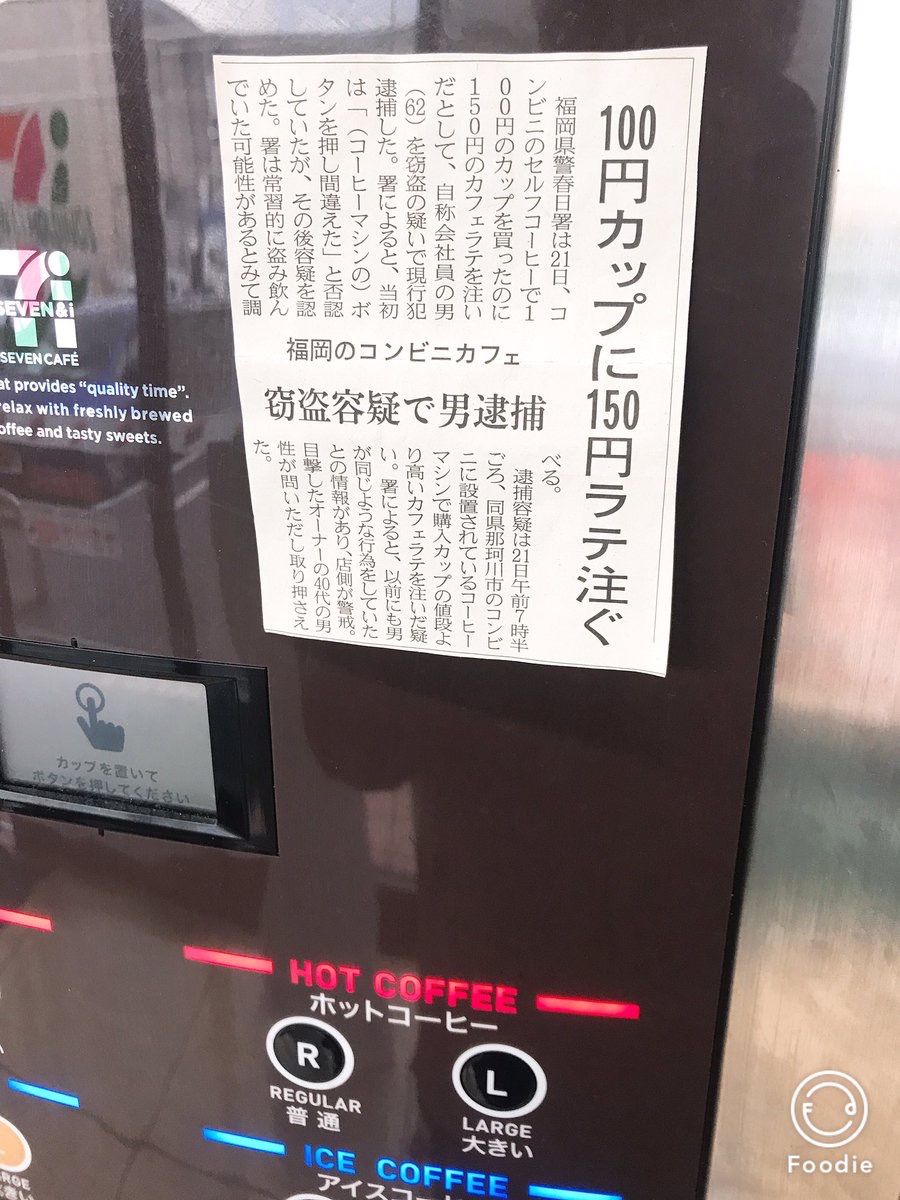 100円カップに150円ラテ注ぐ
福岡のコンビニカフェ
窃盗容疑で男逮捕
福岡県警春日署は21日、コ
ンビニのセルフコーヒーで1
00円のカップを買ったのに
150円のカフェラテを注い
だとして、自称会社員の男
（62）を窃盗の疑いで現行犯
逮捕した。署によると、当初
は「（コーヒーマシンの）ボ
タンを押し間違えた」と否認
していたが、その後容疑を認
めた。署は常習的に盗み飲ん
でいた可能性があるとみて調
べる。
逮捕容疑は21日午前7時半
ごろ、同県那珂川市のコンビ
ニに設置されているコーヒー
マシンで購入カップの値段よ
り高いカフェラテを注いだ疑
い。署によると、以前にも男
が同じような行為をしていた
との情報があり、店側が警戒。
目撃したオーナーの40代の男
性が問いただし取り押さえ
た。
SEVEN&i
SEVEN CAFÉ
at provides “quality time”.
relax with freshly brewed
offee and tasty sweets.
カップを置いて
ボタンを押してください
HOT COFFEE
ホットコーヒー
R
REGULAR
普通
L
LARGE
大きい
ICE COFFEE
アイスコーヒー
Foodie